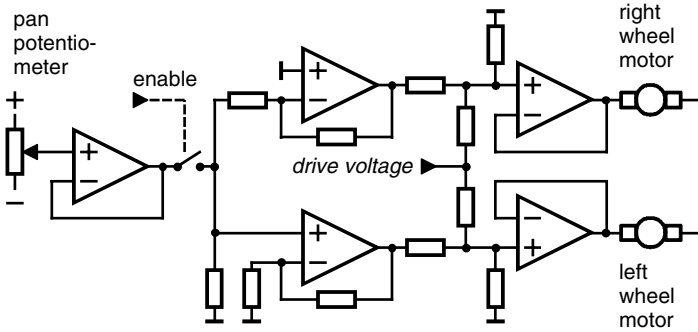 pan
potentio-
meter
enable
drive voltage
right
wheel
motor
left
wheel
motor
+
−
+
−
+
−
+
−
+
−
−
+